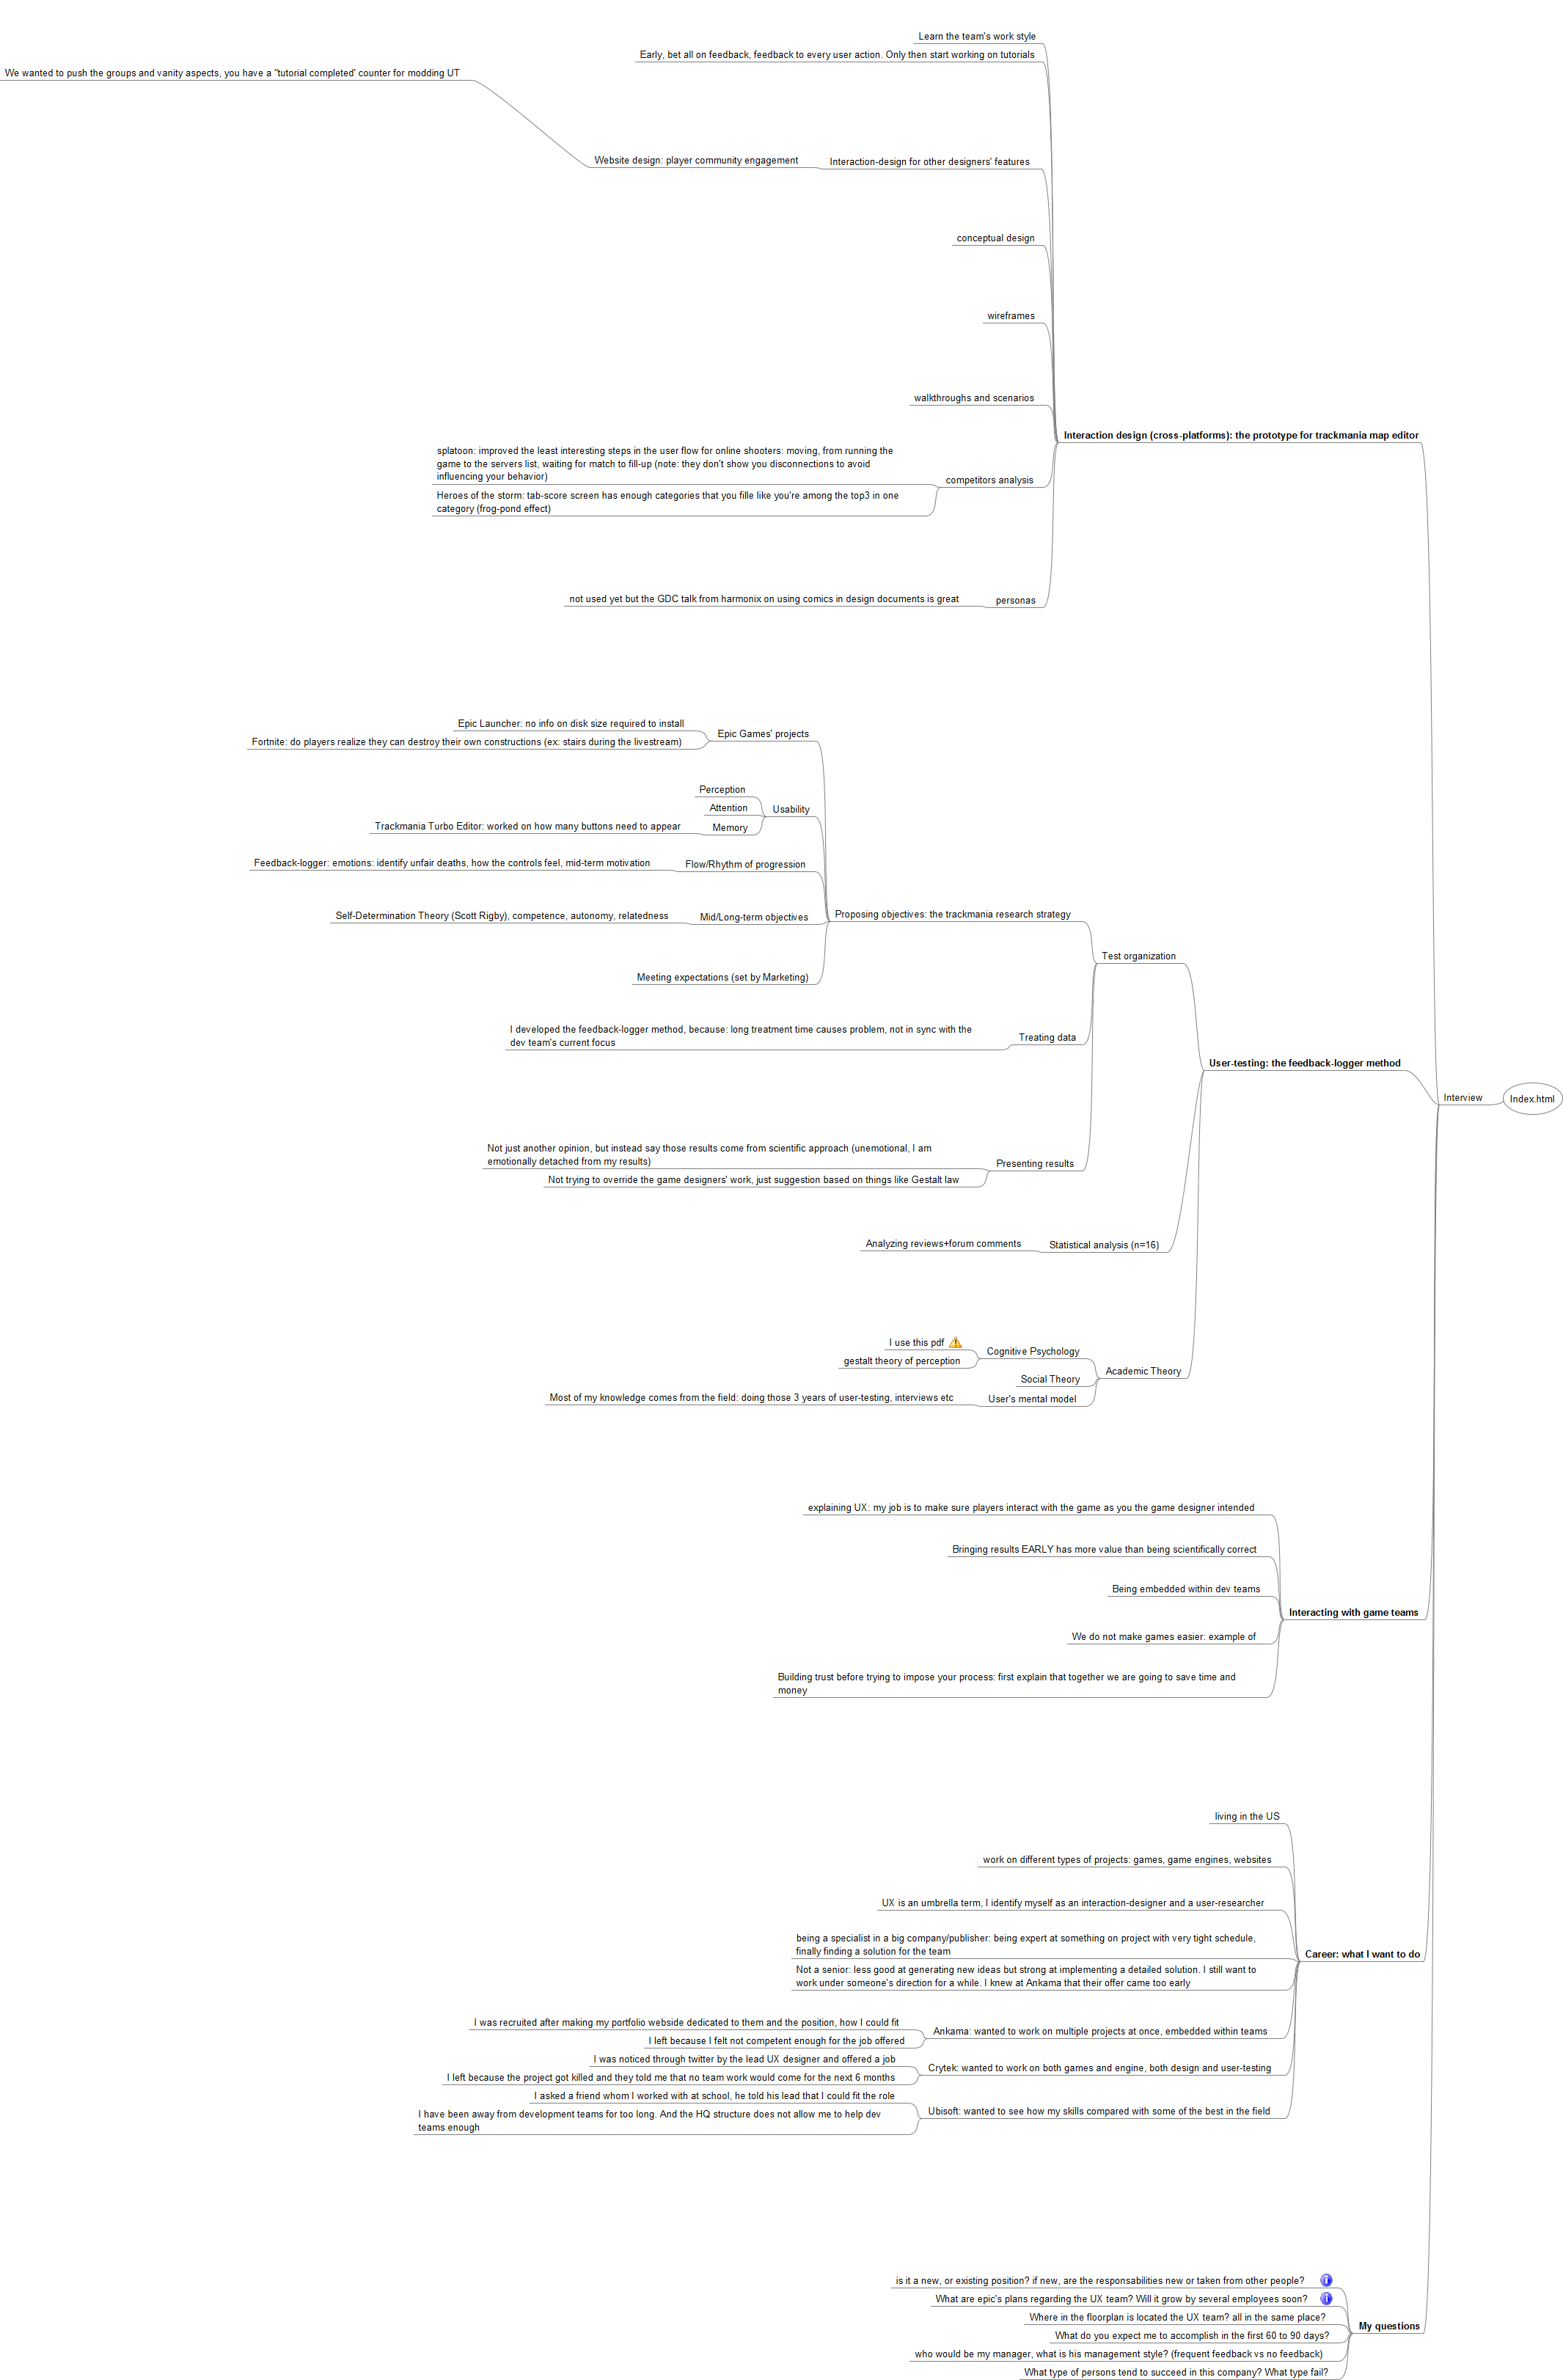 Learn the team's work style
Early, bet all on feedback, feedback to every user action. Only then start working on tutorials
We wanted to push the groups and vanity aspects, you have a "tutorial completed' counter for modding UT
Website design: player community engagement
Interaction-design for other designers' features
conceptual design
wireframes
walkthroughs and scenarios
Interaction design (cross-platforms): the prototype for trackmania map editor
splatoon: improved the least interesting steps in the user flow for online shooters: moving, from running the
game to the servers list, waiting for match to fill-up (note: they don't show you disconnections to avoid
influencing your behavior)
competitors analysis
Heroes of the storm: tab-score screen has enough categories that you fille like you're among the top3 in one
category (frog-pond effect)
not used yet but the GDC talk from harmonix on using comics in design documents is great
personas
Epic Launcher: no info on disk size required to install
Epic Games' projects
Fortnite: do players realize they can destroy their own constructions (ex: stairs during the livestream)
Perception
Attention
Usability
Trackmania Turbo Editor: worked on how many buttons need to appear
Memory
Feedback-logger: emotions: identify unfair deaths, how the controls feel, mid-term motivation
Flow/Rhythm of progression
Self-Determination Theory (Scott Rigby), competence, autonomy, relatedness
Mid/Long-term objectives
Proposing objectives: the trackmania research strategy
Meeting expectations (set by Marketing)
Test organization
I developed the feedback-logger method, because: long treatment time causes problem, not in sync with the
dev team's current focus
Treating data
User-testing: the feedback-logger method
Interview
Index.html
Not just another opinion, but instead say those results come from scientific approach (unemotional, I am
emotionally detached from my results)
Presenting results
Not trying to override the game designers' work, just suggestion based on things like Gestalt law
Analyzing reviews+forum comments
Statistical analysis (n=16)
I use this pdf
Cognitive Psychology
gestalt theory of perception
Academic Theory
Social Theory
Most of my knowledge comes from the field: doing those 3 years of user-testing, interviews etc
User's mental model
explaining UX: my job is to make sure players interact with the game as you the game designer intended
Bringing results EARLY has more value than being scientifically correct
Being embedded within dev teams
Interacting with game teams
We do not make games easier: example of
Building trust before trying to impose your process: first explain that together we are going to save time and
money
living in the US
work on different types of projects: games, game engines, websites
UX is an umbrella term, I identify myself as an interaction-designer and a user-researcher
being a specialist in a big company/publisher: being expert at something on project with very tight schedule,
finally finding a solution for the team
Career: what I want to do
Not a senior: less good at generating new ideas but strong at implementing a detailed solution. I still want to
work under someone's direction for a while. I knew at Ankama that their offer came too early
I was recruited after making my portfolio webside dedicated to them and the position, how I could fit
Ankama: wanted to work on multiple projects at once, embedded within teams
I left because I felt not competent enough for the job offered
I was noticed through twitter by the lead UX designer and offered a job
Crytek: wanted to work on both games and engine, both design and user-testing
I left because the project got killed and they told me that no team work would come for the next 6 months
I asked a friend whom I worked with at school, he told his lead that I could fit the role
Ubisoft: wanted to see how my skills compared with some of the best in the field
I have been away from development teams for too long. And the HQ structure does not allow me to help dev
teams enough
is it a new, or existing position? if new, are the responsabilities new or taken from other people?
What are epic's plans regarding the UX team? Will it grow by several employees soon?
Where in the floorplan is located the UX team? all in the same place?
My questions
What do you expect me to accomplish in the first 60 to 90 days?
who would be my manager, what is his management style? (frequent feedback vs no feedback)
What type of persons tend to succeed in this company? What type fail?